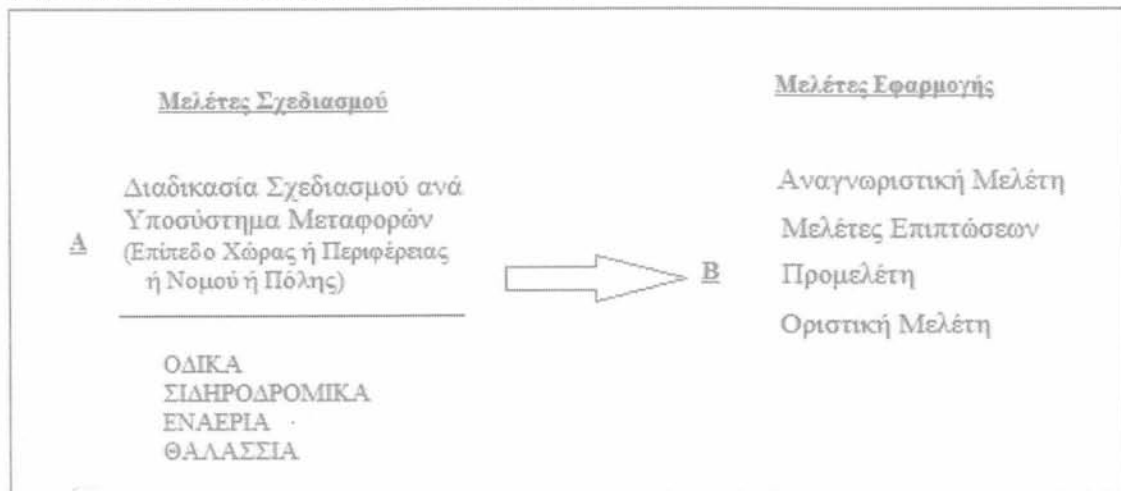 Μελέτες Σχεδιασμού
Διαδικασία Σχεδιασμού ανά
Υποσύστημα Μεταφορών
Α
(Επίπεδο Χώρας ή Περιφέρειας
ή Νομού ή Πόλης)
ΟΔΙΚΑ
ΣΙΔΗΡΟΔΡΟΜΙΚΑ
ΕΝΑΕΡΙΑ
ΘΑΛΑΣΣΙΑ
Μελέτες Εφαρμογής
Αναγνωριστική Μελέτη
Μελέτες Επιπτώσεων
Β
Προμελέτη
Οριστική Μελέτη